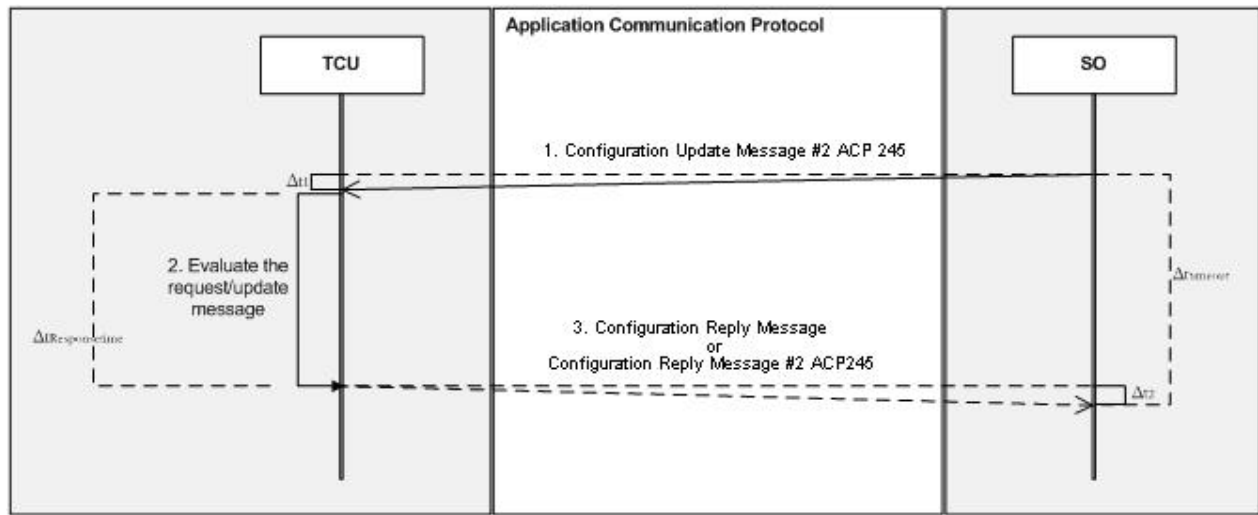 Application Communication Protocol
TCU
SO
1. Configuration Update Message #2 ACP 245
Δt1
2. Evaluate the
request/update
message
ΔtTimeout
3. Configuration Reply Message
or
Configuration Reply Message #2 ACP245
ΔtResponsetime
Δt2